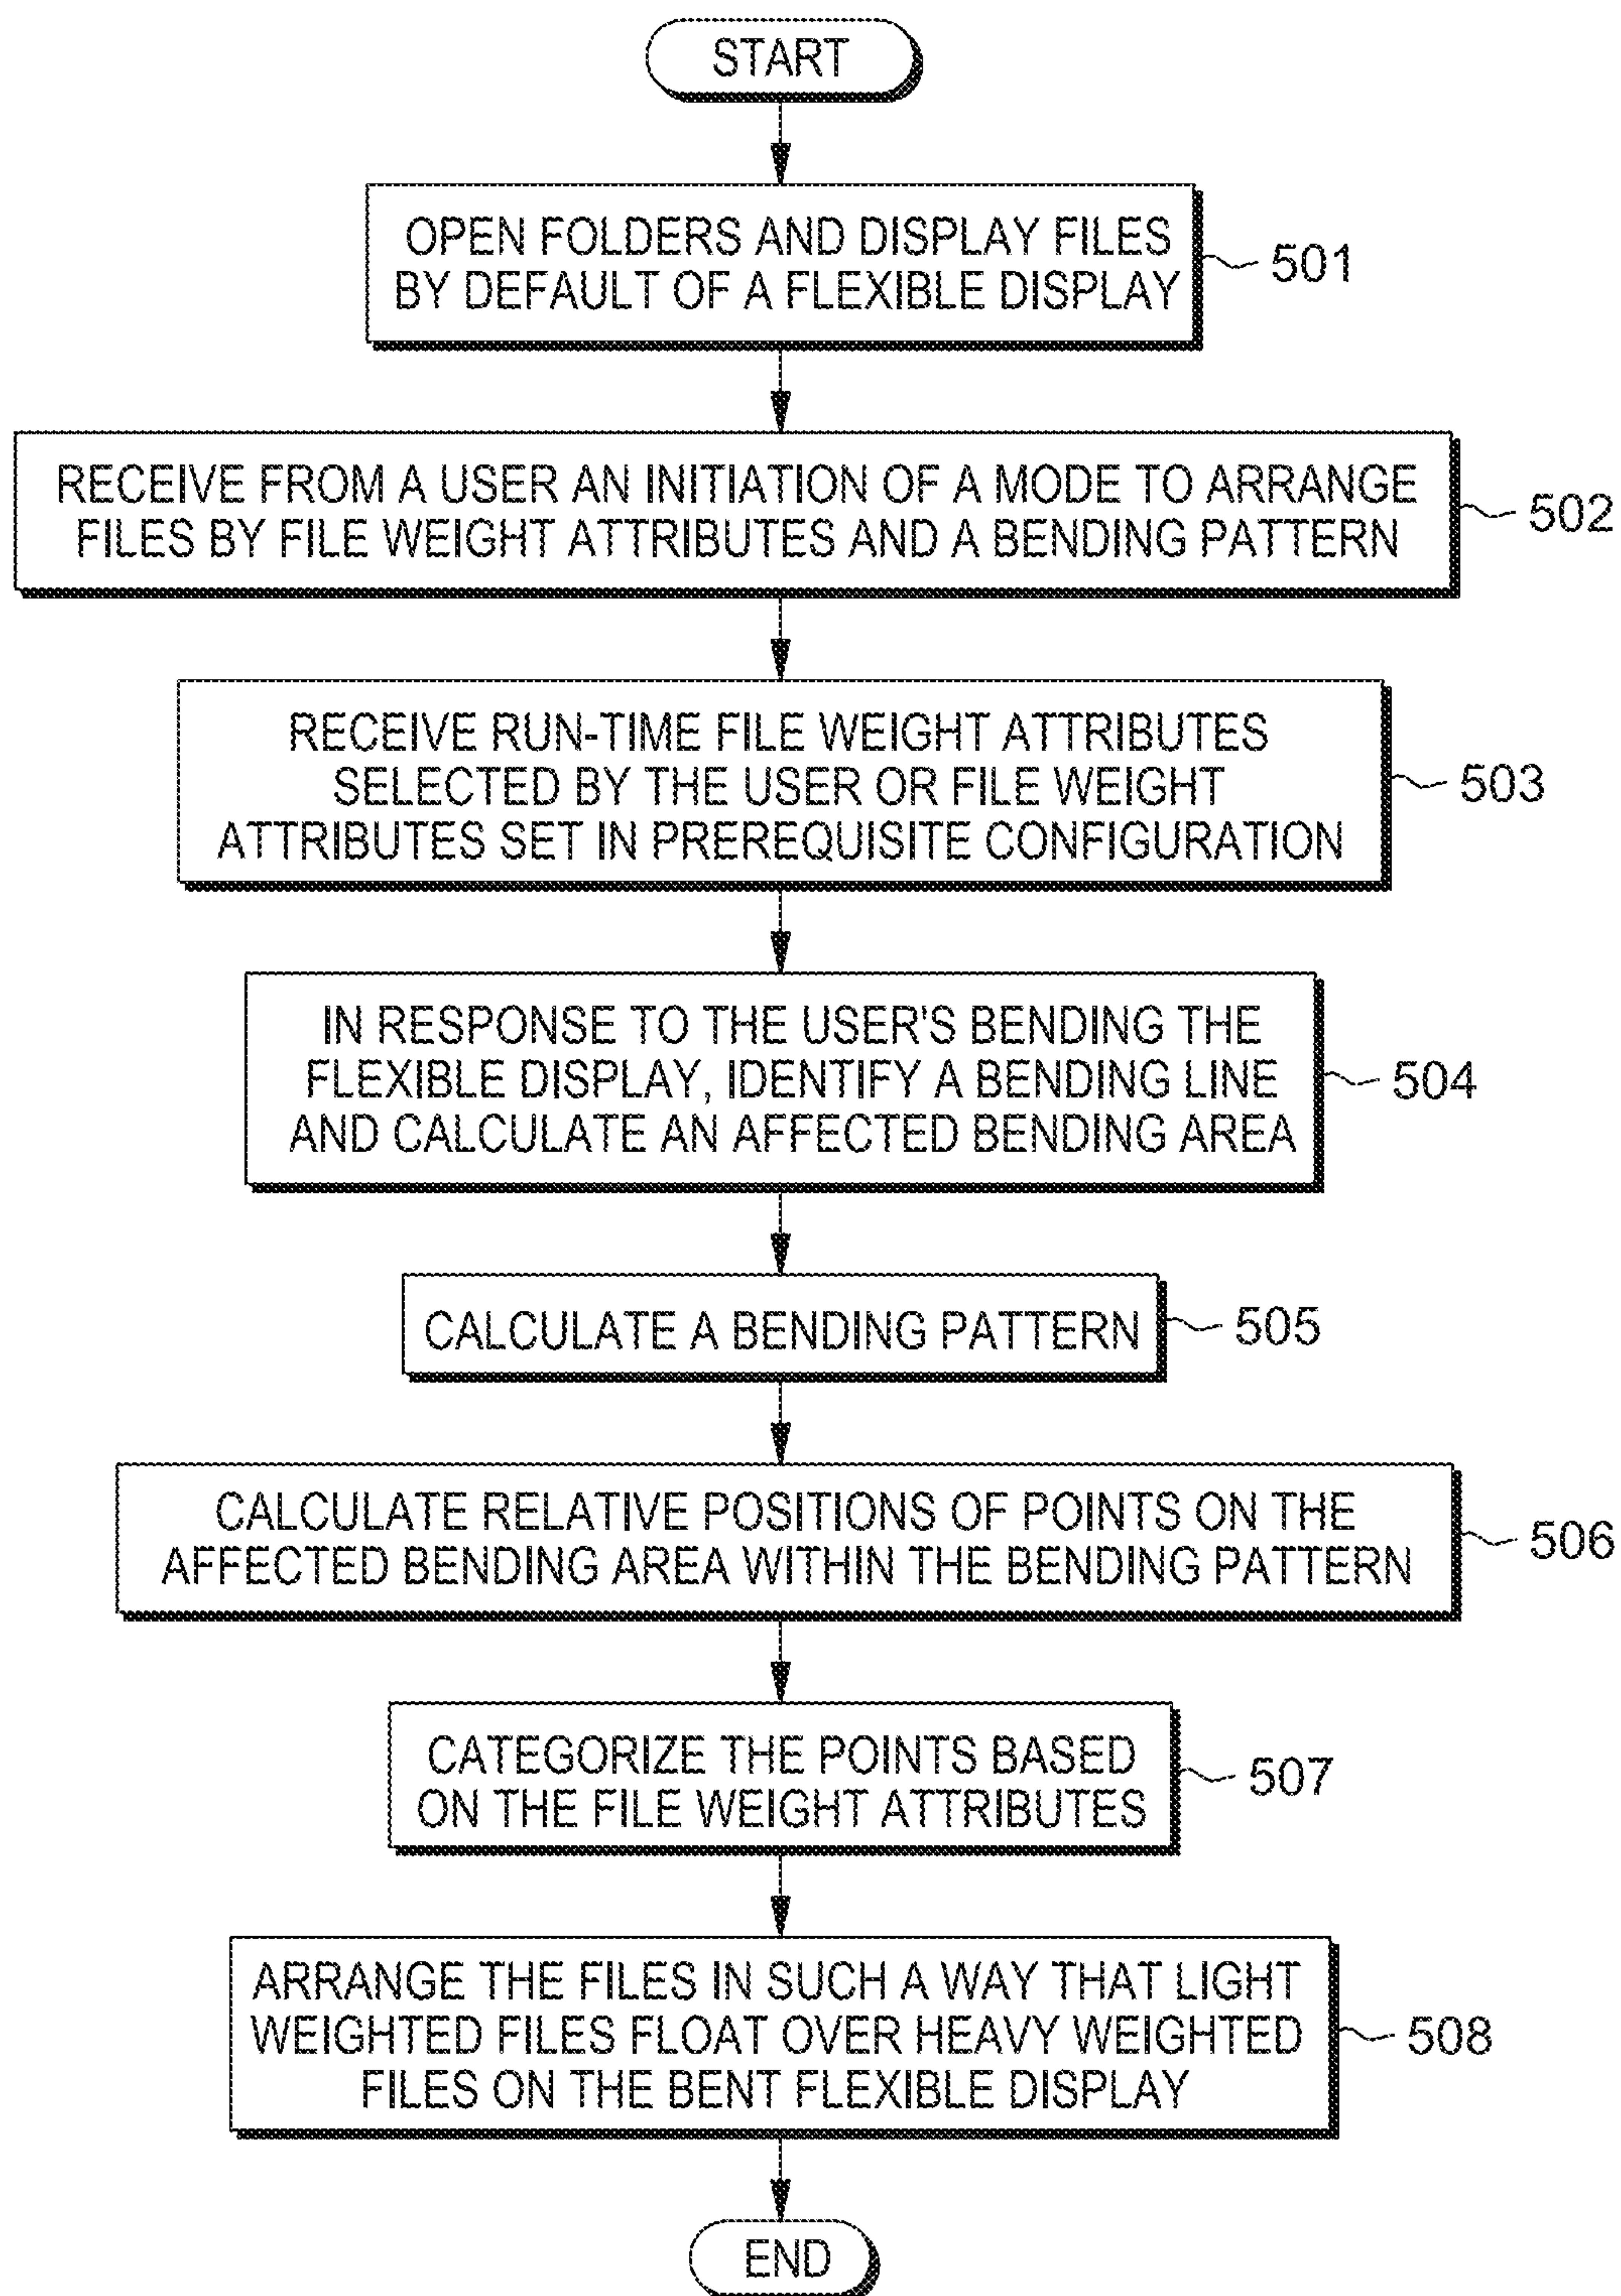 START
OPEN FOLDERS AND DISPLAY FILES
BY DEFAULT OF A FLEXIBLE DISPLAY
501
RECEIVE FROM A USER AN INITIATION OF A MODE TO ARRANGE
FILES BY FILE WEIGHT ATTRIBUTES AND A BENDING PATTERN
502
RECEIVE RUN-TIME FILE WEIGHT ATTRIBUTES
SELECTED BY THE USER OR FILE WEIGHT
ATTRIBUTES SET IN PREREQUISITE CONFIGURATION
503
IN RESPONSE TO THE USER'S BENDING THE
FLEXIBLE DISPLAY, IDENTIFY A BENDING LINE
AND CALCULATE AN AFFECTED BENDING AREA
504
CALCULATE A BENDING PATTERN
505
CALCULATE RELATIVE POSITIONS OF POINTS ON THE
AFFECTED BENDING AREA WITHIN THE BENDING PATTERN
506
CATEGORIZE THE POINTS BASED
ON THE FILE WEIGHT ATTRIBUTES
507
ARRANGE THE FILES IN SUCH A WAY THAT LIGHT
WEIGHTED FILES FLOAT OVER HEAVY WEIGHTED
FILES ON THE BENT FLEXIBLE DISPLAY
508
END